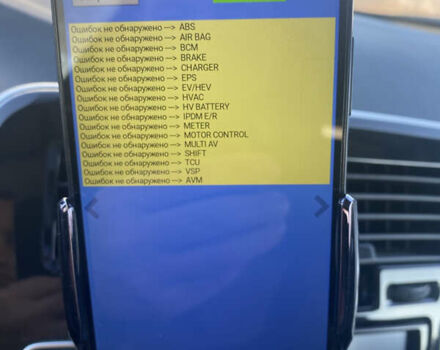 Ошибок не обнаружено —> ABS
Ошибок не обнаружено —> AIR BAG
Ошибок не обнаружено —> BCM
Ошибок не обнаружено —> BRAKE
Ошибок не обнаружено —> CHARGER
Ошибок не обнаружено —> EPS
Ошибок не обнаружено —> EV/HEV
Ошибок не обнаружено —> HVAC
Ошибок не обнаружено —> HV BATTERY
Ошибок не обнаружено —> IPDM E/R
Ошибок не обнаружено —> METER
Ошибок не обнаружено —> MOTOR CONTROL
Ошибок не обнаружено —> MULTI AV
Ошибок не обнаружено —> SHIFT
Ошибок не обнаружено —> TCU
Ошибок не обнаружено —> VSP
Ошибок не обнаружено —> AVM